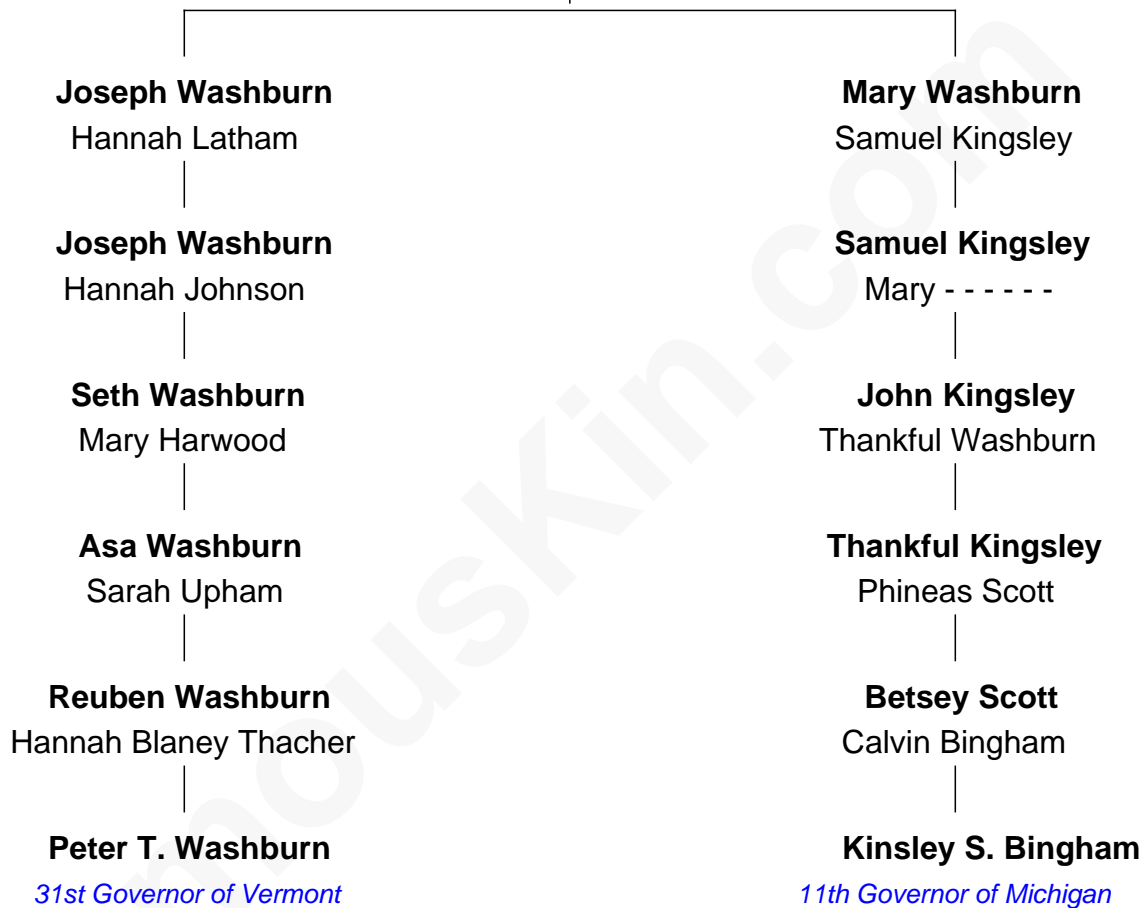 Joseph Washburn
Hannah Latham
Mary Washburn
Samuel Kingsley
Joseph Washburn
Hannah Johnson
Samuel Kingsley
Mary - - - - - -
Seth Washburn
Mary Harwood
John Kingsley
Thankful Washburn
Asa Washburn
Sarah Upham
Thankful Kingsley
Phineas Scott
Reuben Washburn
Hannah Blaney Thacher
Betsey Scott
Calvin Bingham
Peter T. Washburn
31st Governor of Vermont
Kinsley S. Bingham
11th Governor of Michigan
mousKin.com